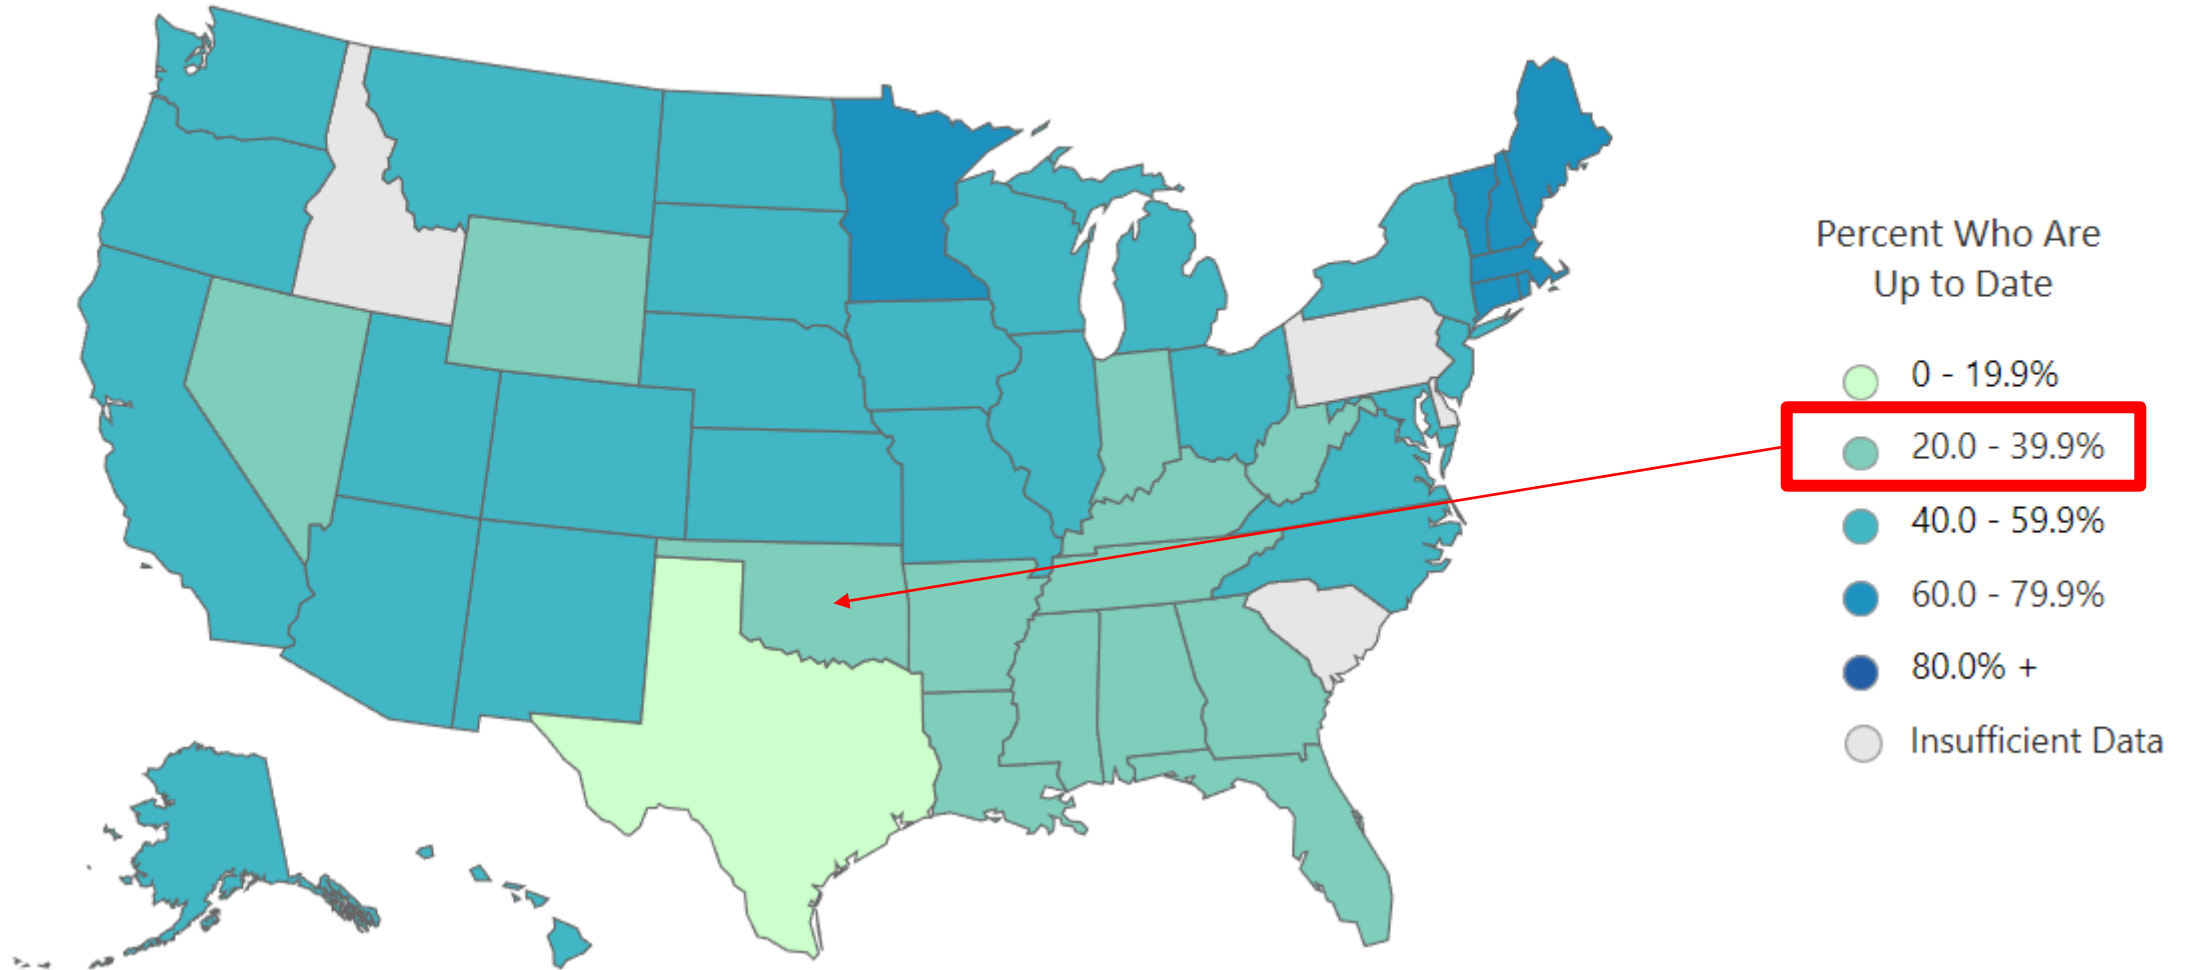 Percent Who Are
Up to Date
0 - 19.9%
20.0 - 39.9%
40.0 - 59.9%
60.0 - 79.9%
80.0% +
Insufficient Data